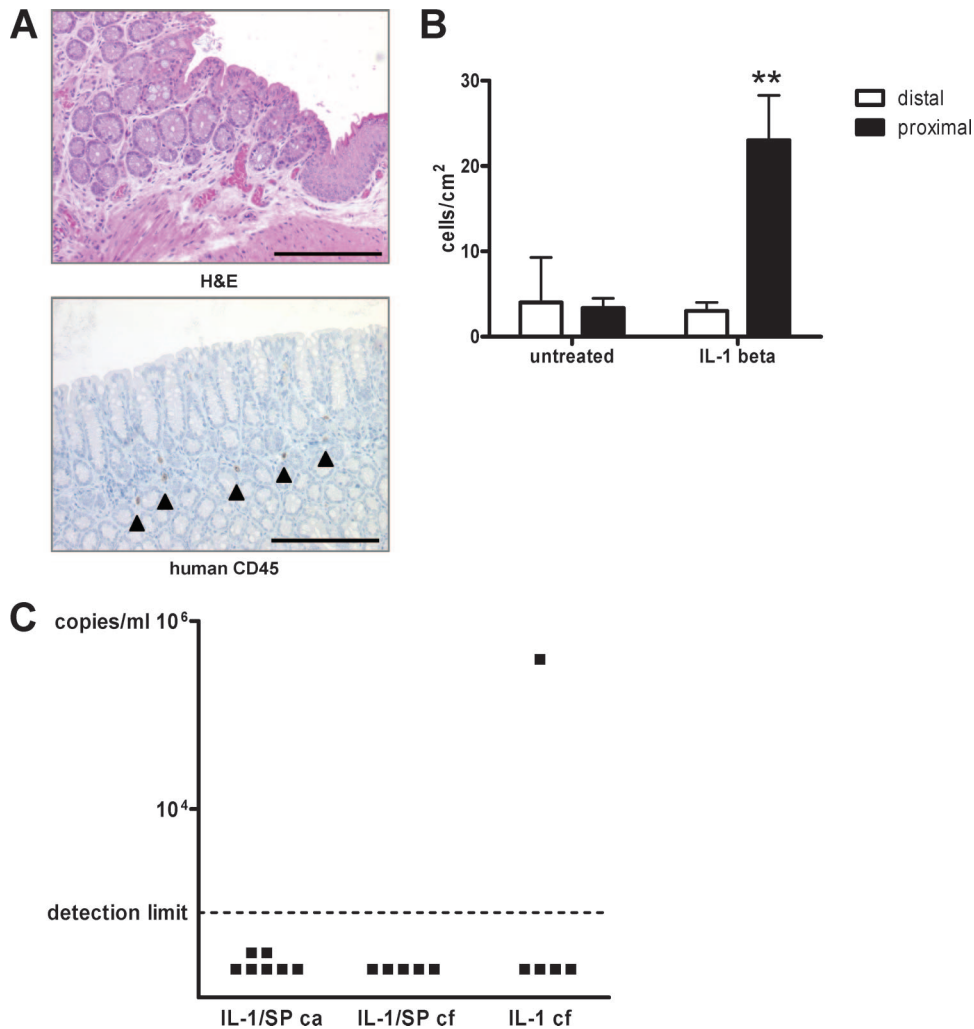 A
H&E
human CD45
B
30
20
10
0
cells/cm²
**
distal
proximal
untreated
IL-1 beta
C
copies/ml 10⁶
10⁴
detection limit
IL-1/SP ca
IL-1/SP cf
IL-1 cf